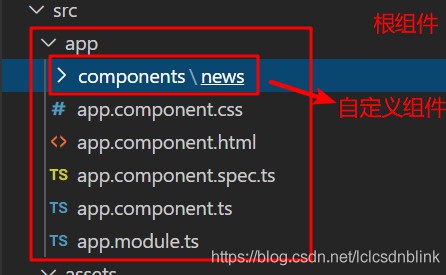 src
根组件
app
components\news
自定义组件
# app.component.css
<> app.component.html
TS app.component.spec.ts
TS app.component.ts
TS app.module.ts
https://blog.csdn.net/lclcsdnblink
assets